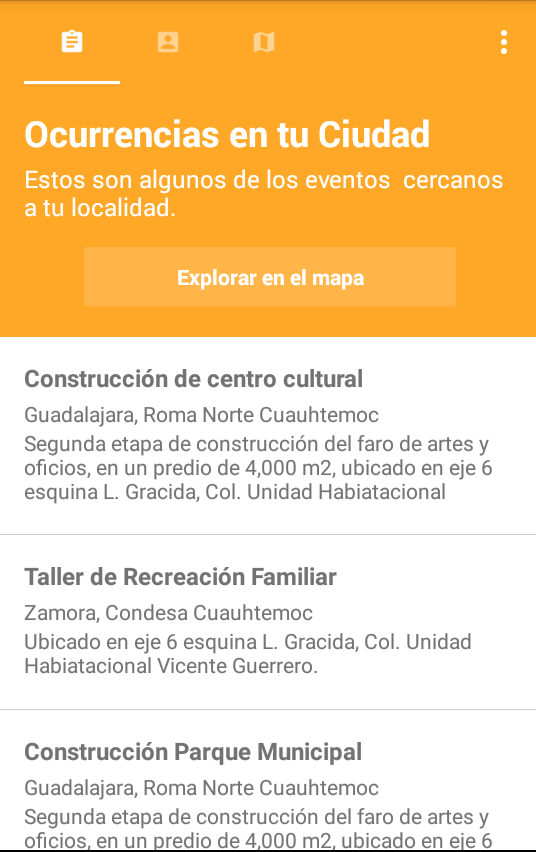 Ocurrencias en tu Ciudad
Estos son algunos de los eventos  cercanos
a tu localidad.
Explorar en el mapa
Construcción de centro cultural
Guadalajara, Roma Norte Cuauhtemoc
Segunda etapa de construcción del faro de artes y
oficios, en un predio de 4,000 m2, ubicado en eje 6
esquina L. Gracida, Col. Unidad Habiatacional
Taller de Recreación Familiar
Zamora, Condesa Cuauhtemoc
Ubicado en eje 6 esquina L. Gracida, Col. Unidad
Habiatacional Vicente Guerrero.
Construcción Parque Municipal
Guadalajara, Roma Norte Cuauhtemoc
Segunda etapa de construcción del faro de artes y
oficios, en un predio de 4,000 m2, ubicado en eje 6